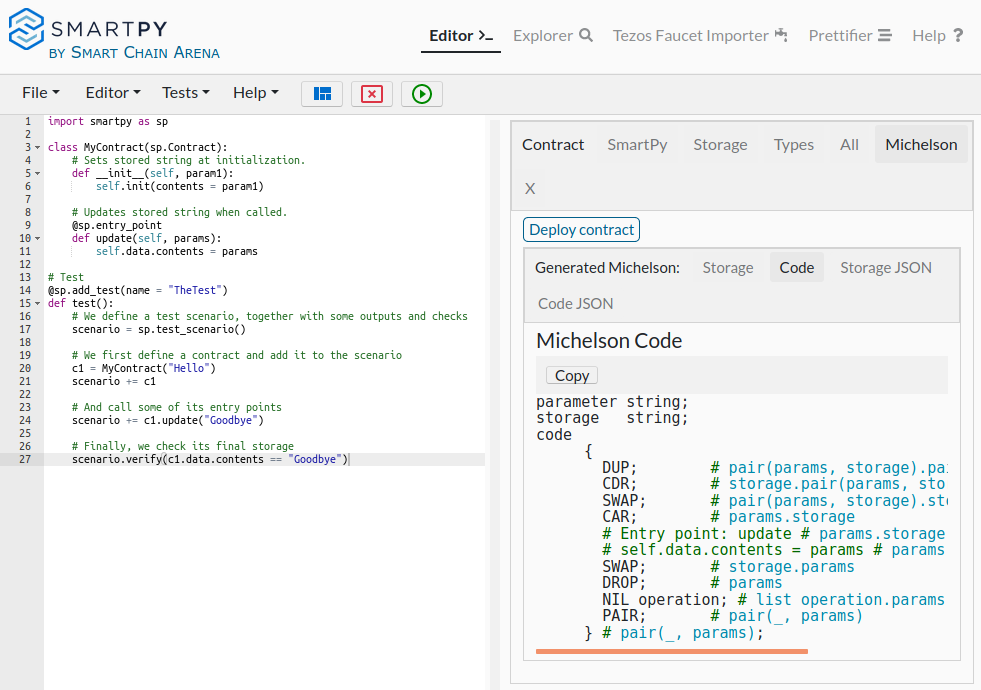 SMARTPY
BY SMART CHAIN ARENA
Editor >_
Explorer
Tezos Faucet Importer
Prettifier
Help ?
File
Editor
Tests
Help
1 import smartpy as sp
2
3 class MyContract(sp.Contract):
4     # Sets stored string at initialization.
5     def __init__(self, param1):
6         self.init(contents = param1)
7
8     # Updates stored string when called.
9     @sp.entry_point
10     def update(self, params):
11         self.data.contents = params
12
13 # Test
14 @sp.add_test(name = "TheTest")
15 def test():
16     # We define a test scenario, together with some outputs and checks
17     scenario = sp.test_scenario()
18
19     # We first define a contract and add it to the scenario
20     c1 = MyContract("Hello")
21     scenario += c1
22
23     # And call some of its entry points
24     scenario += c1.update("Goodbye")
25
26     # Finally, we check its final storage
27     scenario.verify(c1.data.contents == "Goodbye")
Contract SmartPy Storage Types All Michelson
X
Deploy contract
Generated Michelson: Storage Code Storage JSON
Code JSON
Michelson Code
Copy
parameter string;
storage   string;
code
{
DUP;         # pair(params, storage).pai
CDR;         # storage.pair(params, sto
SWAP;        # pair(params, storage).sto
CAR;         # params.storage
# Entry point: update # params.storage
# self.data.contents = params # params
SWAP;        # storage.params
DROP;        # params
NIL operation; # list operation.params
PAIR;        # pair(_, params)
} # pair(_, params);